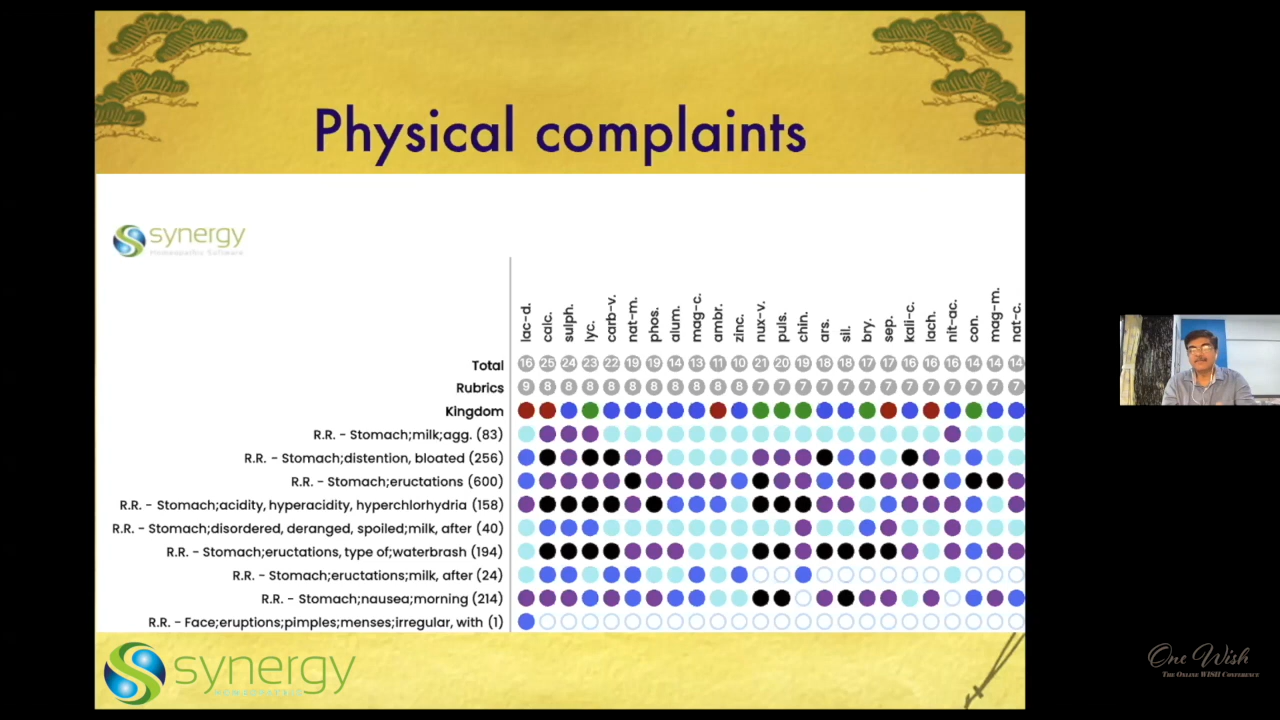 Physical complaints
synergy
Homeopathic Software
lac-d. calc. sulph. lyc. carb-v. nat-m. phos. alum. mag-c. ambr. zinc. nux-v. puls. chin. ars. sil. bry. sep. kali-c. lach. nit-ac. con. mag-m. nat-c.
Total 16 25 24 23 22 19 19 14 13 11 10 21 20 19 18 18 17 17 16 16 16 14 14 14
Rubrics 9 8 8 8 8 8 8 8 8 8 8 7 7 7 7 7 7 7 7 7 7 7 7 7
Kingdom
R.R. - Stomach;milk;agg. (83)
R.R. - Stomach;distention, bloated (256)
R.R. - Stomach;eructations (600)
R.R. - Stomach;acidity, hyperacidity, hyperchlorhydria (158)
R.R. - Stomach;disordered, deranged, spoiled;milk, after (40)
R.R. - Stomach;eructations, type of;waterbrash (194)
R.R. - Stomach;eructations;milk, after (24)
R.R. - Stomach;nausea;morning (214)
R.R. - Face;eruptions;pimples;menses;irregular, with (1)
synergy
One Wish
The Online WISH Conference